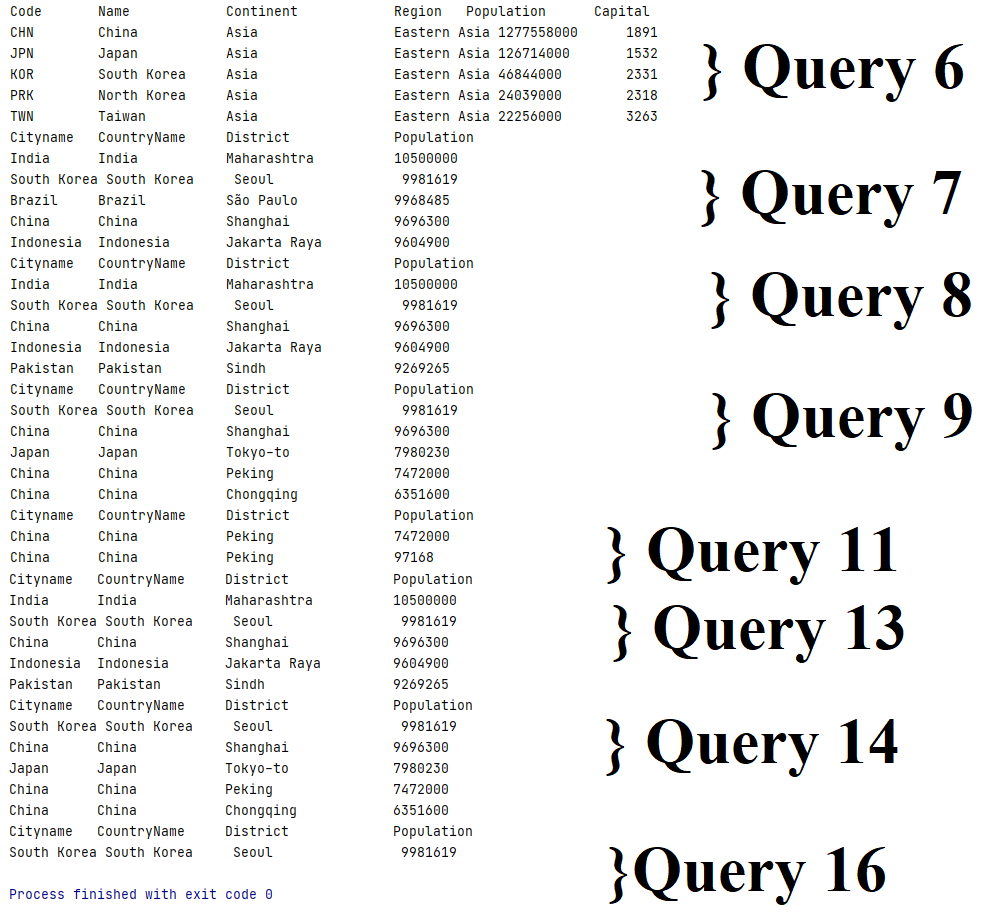 Code Name Continent Region Population Capital
CHN China Asia Eastern Asia 1277558000 1891
JPN Japan Asia Eastern Asia 126714000 1532
} Query 6
KOR South Korea Asia Eastern Asia 46844000 2331
PRK North Korea Asia Eastern Asia 24039000 2318
TWN Taiwan Asia Eastern Asia 22256000 3263
Cityname CountryName District Population
India India Maharashtra 10500000
South Korea South Korea Seoul 9981619
} Query 7
Brazil Brazil São Paulo 9968485
China China Shanghai 9696300
Indonesia Indonesia Jakarta Raya 9604900
Cityname CountryName District Population
India India Maharashtra 10500000
} Query 8
South Korea South Korea Seoul 9981619
China China Shanghai 9696300
Indonesia Indonesia Jakarta Raya 9604900
Pakistan Pakistan Sindh 9269265
Cityname CountryName District Population
South Korea South Korea Seoul 9981619
} Query 9
China China Shanghai 9696300
Japan Japan Tokyo-to 7980230
China China Peking 7472000
China China Chongqing 6351600
Cityname CountryName District Population
China China Peking 7472000
} Query 11
China China Peking 97168
Cityname CountryName District Population
India India Maharashtra 10500000
South Korea South Korea Seoul 9981619
} Query 13
China China Shanghai 9696300
Indonesia Indonesia Jakarta Raya 9604900
Pakistan Pakistan Sindh 9269265
Cityname CountryName District Population
South Korea South Korea Seoul 9981619
} Query 14
China China Shanghai 9696300
Japan Japan Tokyo-to 7980230
China China Peking 7472000
China China Chongqing 6351600
Cityname CountryName District Population
South Korea South Korea Seoul 9981619
}Query 16
Process finished with exit code 0